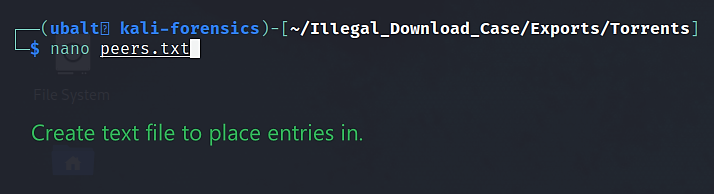 (ubalt kali-forensics)-[~/Illegal_Download_Case/Exports/Torrents]
$ nano peers.txt
File System
Create text file to place entries in.